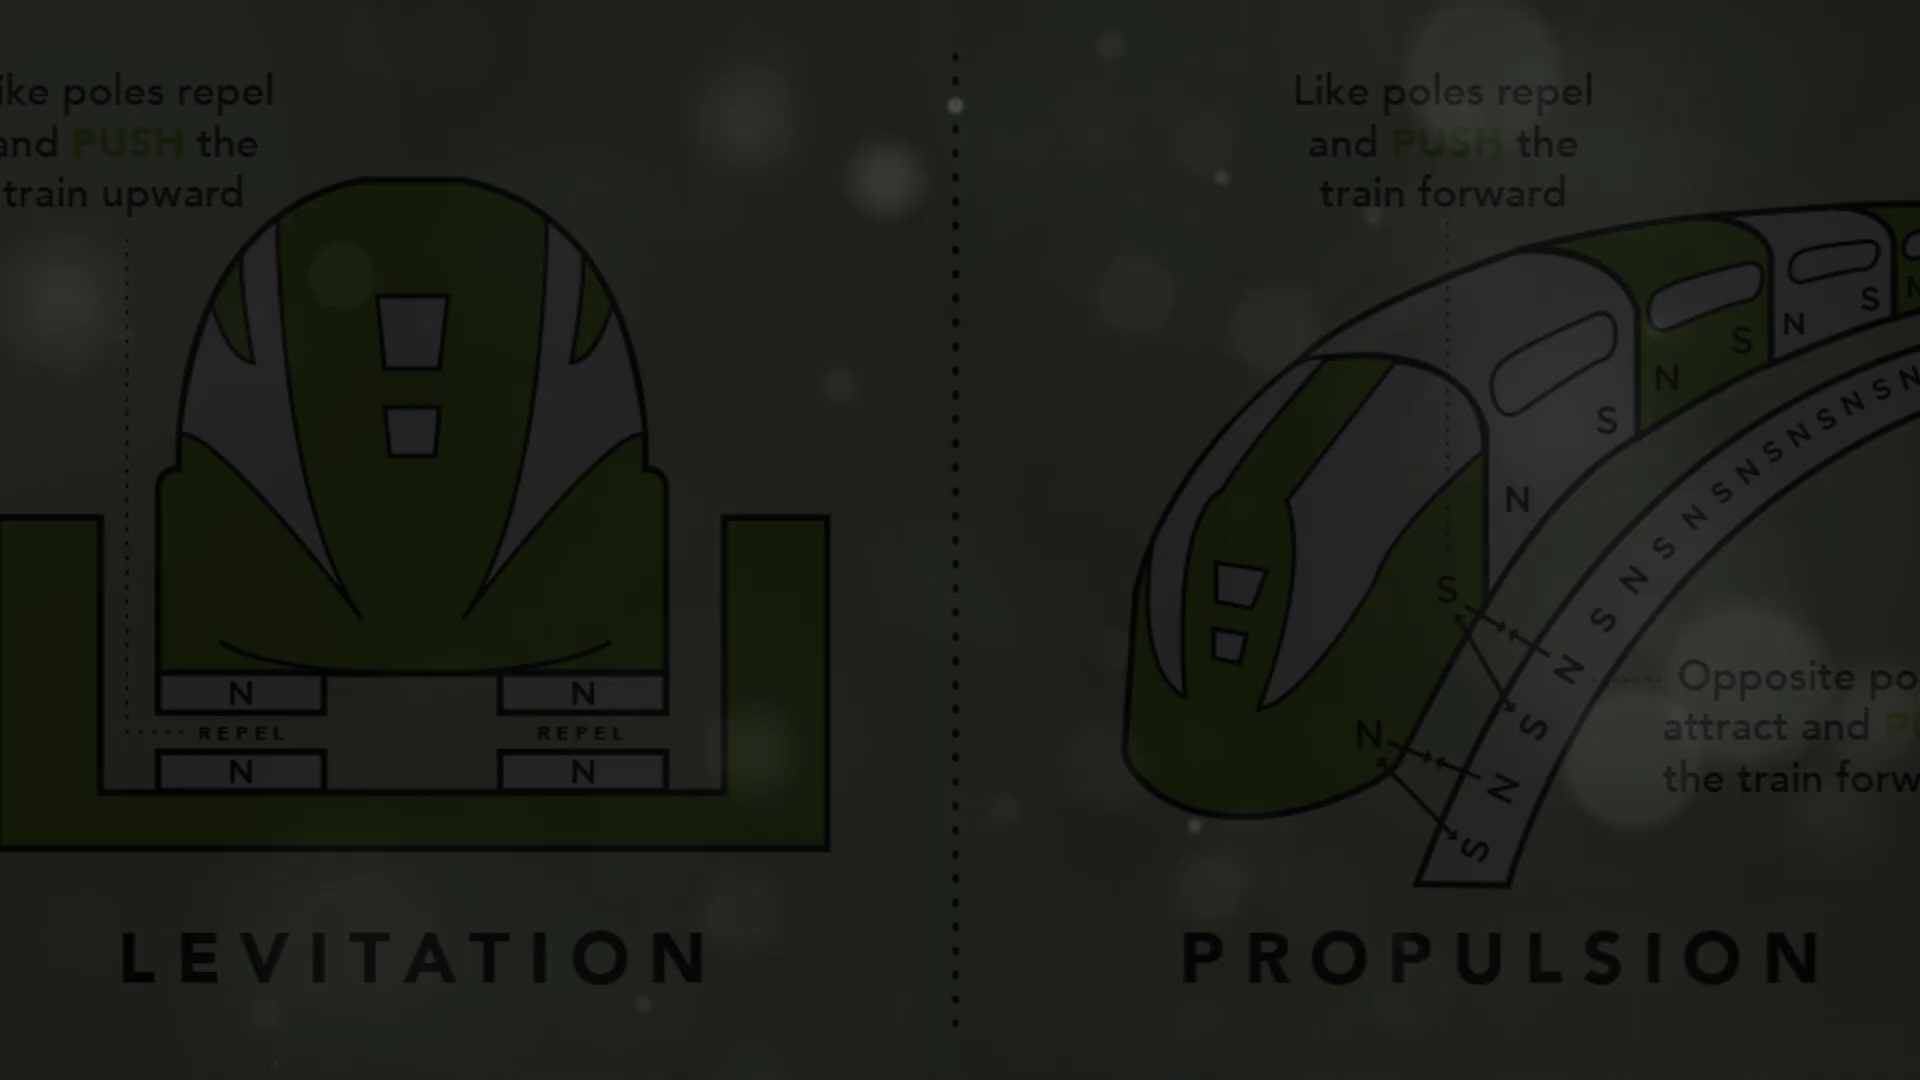 ike poles repel
and PUSH the
train upward
N
N
REPEL
REPEL
N
N
LEVITATION
Like poles repel
and PUSH the
train forward
S
N
S
N
S
N
S
N
N
S
N
S
N
S
N
S
N
S
N
S
N
S
N
S
N
S
N
S
Opposite po
attract and P
the train forw
PROPULSION